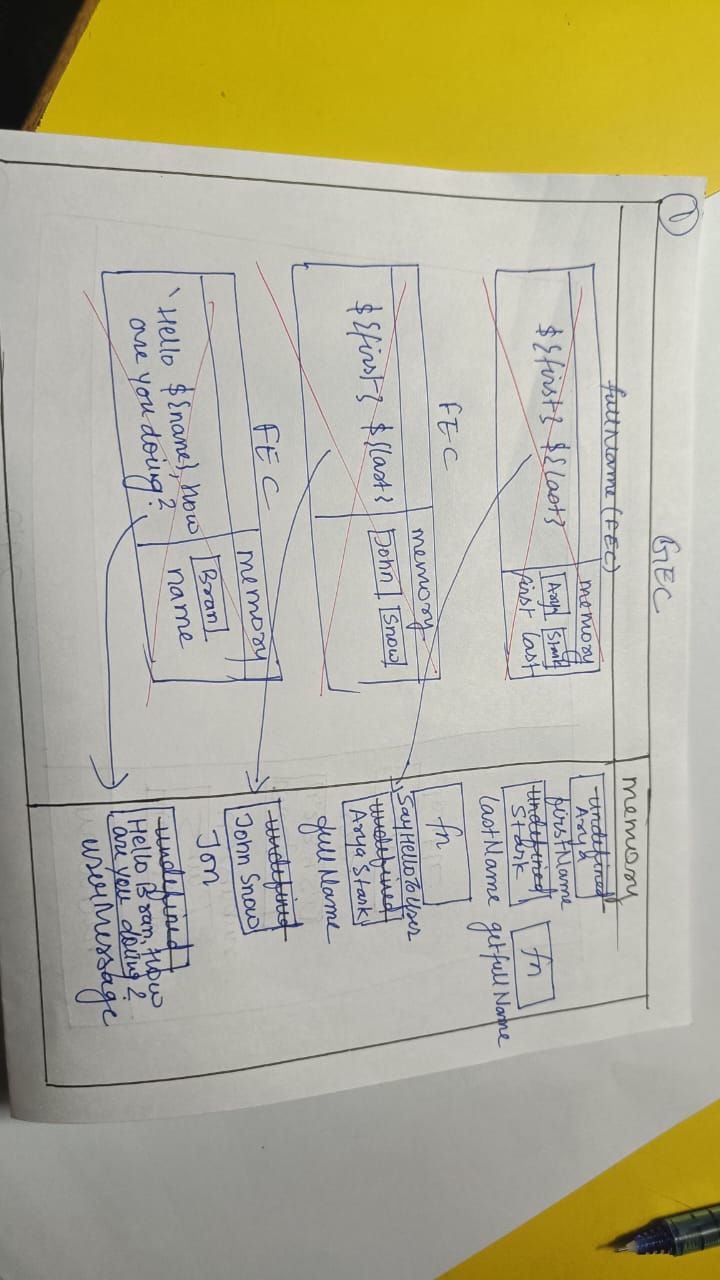 ①
GEC
memory
fullName (FEC)
memory
${first} ${last}
Arya
Stark
first
last
FEC
memory
${first} ${last}
John
Snow
FEC
memory
`Hello ${name}, how
are you doing?
Bran
name
undefined
Arya
firstName
undefined
Stark
lastName
fn
getfullName
fn
SayHelloToUser
undefined
Arya Stark
fullName
undefined
John Snow
Jon
undefined
Hello Bram, How
are you doing?
userMessage